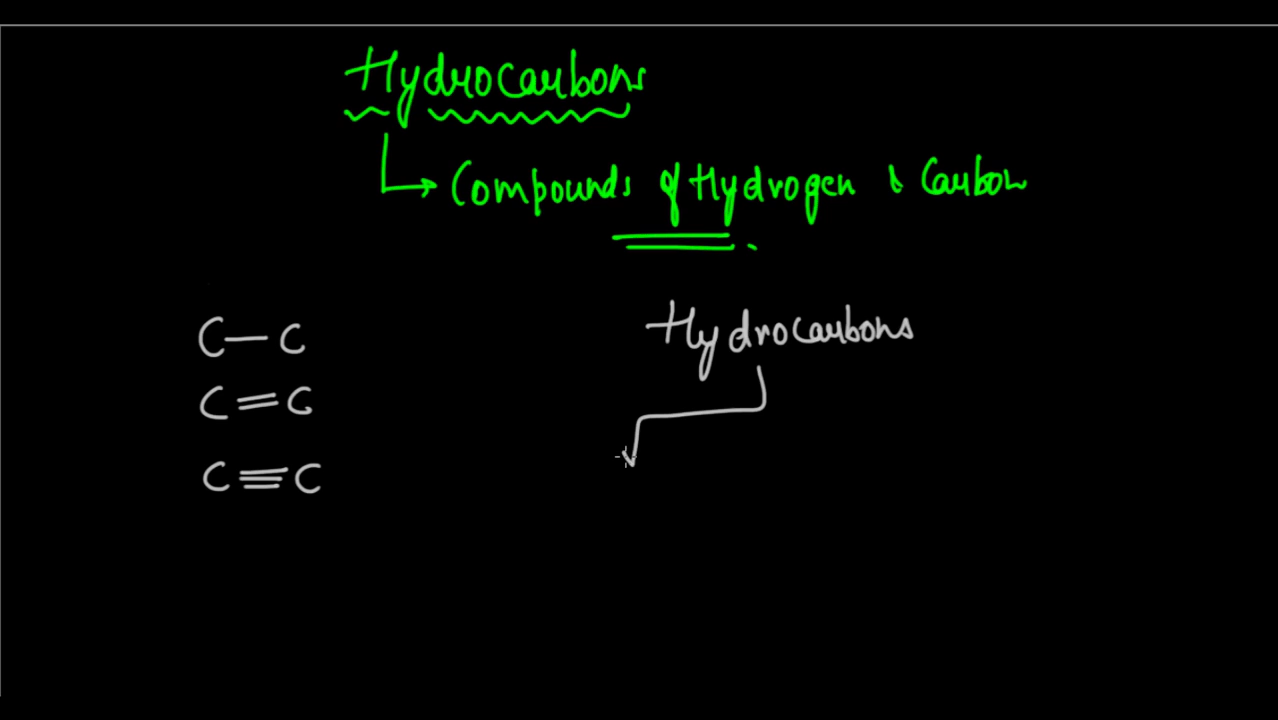 Hydrocarbons
Compounds of Hydrogen & Carbon
C—C
Hydrocarbons
C=C
C≡C